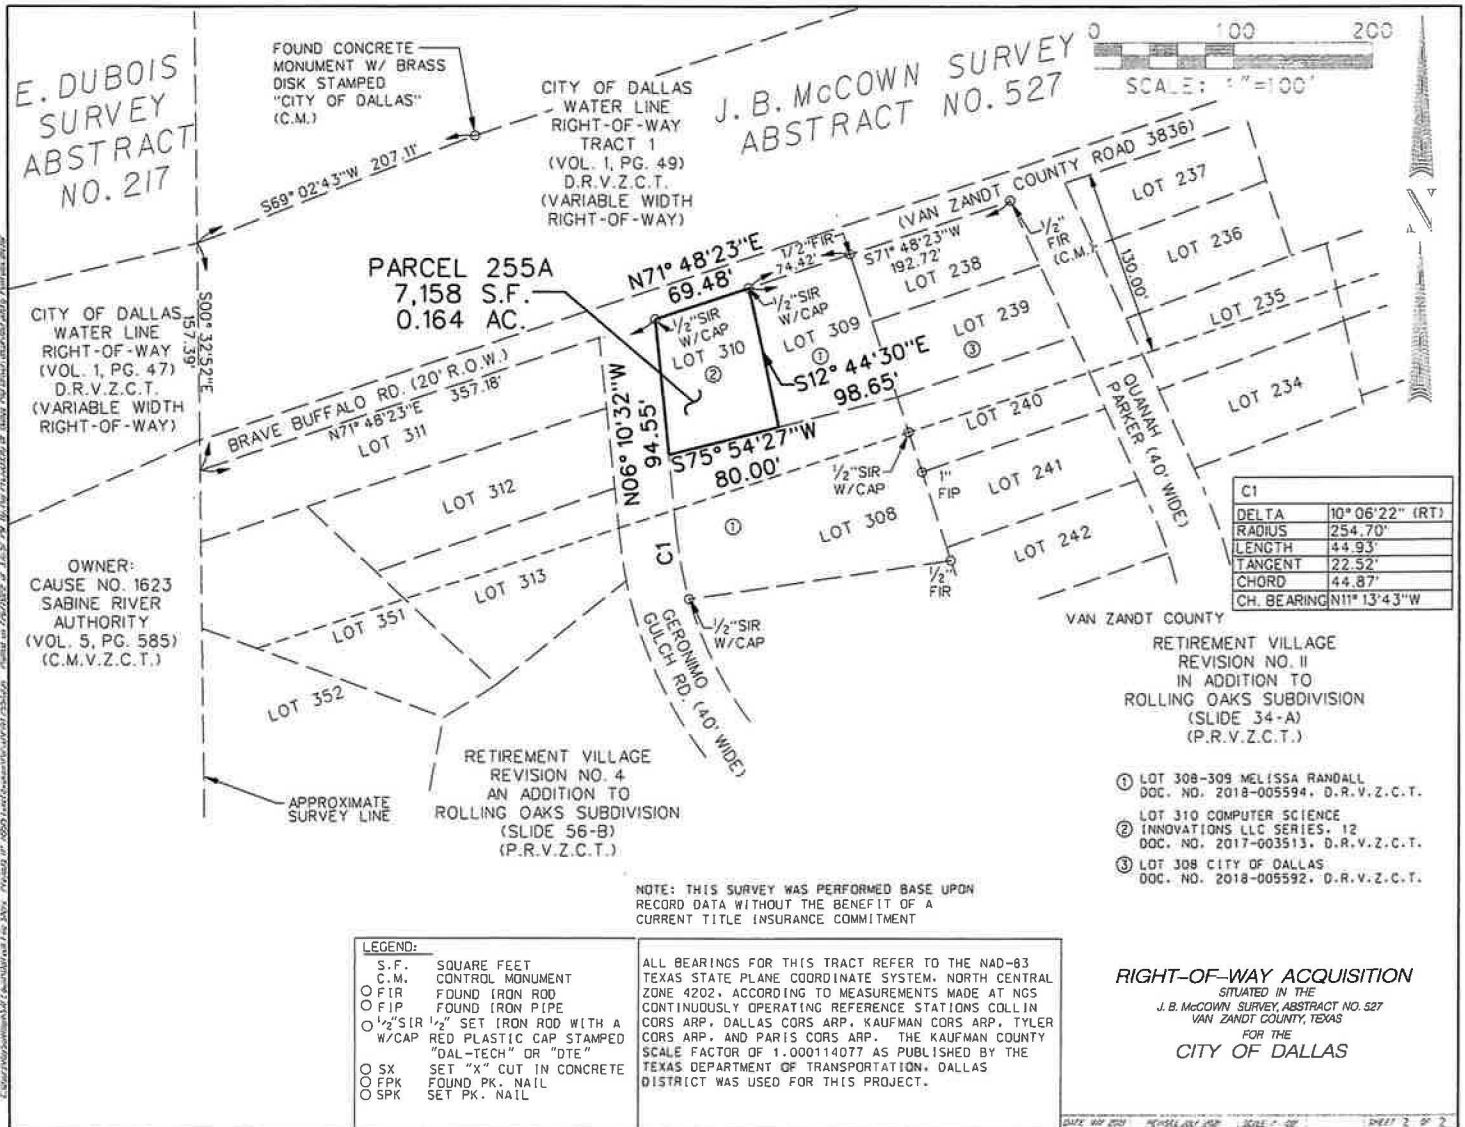 E. DUBOIS
SURVEY
ABSTRACT
NO. 217
FOUND CONCRETE
MONUMENT W/ BRASS
DISK STAMPED
"CITY OF DALLAS"
(C.M.)
CITY OF DALLAS
WATER LINE
RIGHT-OF-WAY
TRACT 1
(VOL. 1, PG. 49)
D.R.V.Z.C.T.
(VARIABLE WIDTH
RIGHT-OF-WAY)
J. B. McCOWN SURVEY
ABSTRACT NO. 527
0 100 200
SCALE: 1"=100'
N
S69° 02'43"W 207.11'
(VAN ZANDT COUNTY ROAD 3836)
LOT 237
LOT 236
LOT 235
LOT 234
130.00'
1/2"
FIR
(C.M.)
1/2"FIR
74.42'
S71° 48'23"W
192.72'
LOT 238
LOT 239
③
N71° 48'23"E
69.48'
PARCEL 255A
7,158 S.F.
0.164 AC.
1/2"SIR
W/CAP
LOT 310
②
1/2"SIR
W/CAP
LOT 309
①
S12° 44'30"E
98.65'
CITY OF DALLAS
WATER LINE
RIGHT-OF-WAY
(VOL. 1, PG. 47)
D.R.V.Z.C.T.
(VARIABLE WIDTH
RIGHT-OF-WAY)
S00° 32'52"E
157.39'
BRAVE BUFFALO RD. (20' R.O.W.)
N71° 48'23"E 357.18'
LOT 311
LOT 312
LOT 313
LOT 351
LOT 352
N06° 10'32"W
94.55'
S75° 54'27"W
80.00'
1/2"SIR
W/CAP
1"
FIP
LOT 240
LOT 241
LOT 242
QUANAH
PARKER (40' WIDE)
①
LOT 308
1/2"
FIR
C1
1/2"SIR
W/CAP
GERONIMO
GULCH RD. (40' WIDE)
C1
DELTA 10° 06'22" (RT)
RADIUS 254.70'
LENGTH 44.93'
TANGENT 22.52'
CHORD 44.87'
CH. BEARING N11° 13'43"W
OWNER:
CAUSE NO. 1623
SABINE RIVER
AUTHORITY
(VOL. 5, PG. 585)
(C.M.V.Z.C.T.)
APPROXIMATE
SURVEY LINE
RETIREMENT VILLAGE
REVISION NO. 4
AN ADDITION TO
ROLLING OAKS SUBDIVISION
(SLIDE 56-B)
(P.R.V.Z.C.T.)
VAN ZANDT COUNTY
RETIREMENT VILLAGE
REVISION NO. II
IN ADDITION TO
ROLLING OAKS SUBDIVISION
(SLIDE 34-A)
(P.R.V.Z.C.T.)
① LOT 308-309 MELISSA RANDALL
DOC. NO. 2018-005594, D.R.V.Z.C.T.
② LOT 310 COMPUTER SCIENCE
INNOVATIONS LLC SERIES, 12
DOC. NO. 2017-003513, D.R.V.Z.C.T.
③ LOT 308 CITY OF DALLAS
DOC. NO. 2018-005592, D.R.V.Z.C.T.
NOTE: THIS SURVEY WAS PERFORMED BASE UPON
RECORD DATA WITHOUT THE BENEFIT OF A
CURRENT TITLE INSURANCE COMMITMENT
LEGEND:
S.F. SQUARE FEET
C.M. CONTROL MONUMENT
FIR FOUND IRON ROD
FIP FOUND IRON PIPE
1/2"SIR 1/2" SET IRON ROD WITH A
W/CAP RED PLASTIC CAP STAMPED
"DAL-TECH" OR "DTE"
SX SET "X" CUT IN CONCRETE
FPK FOUND PK. NAIL
SPK SET PK. NAIL
ALL BEARINGS FOR THIS TRACT REFER TO THE NAD-83
TEXAS STATE PLANE COORDINATE SYSTEM, NORTH CENTRAL
ZONE 4202, ACCORDING TO MEASUREMENTS MADE AT NGS
CONTINUOUSLY OPERATING REFERENCE STATIONS COLLIN
CORS ARP, DALLAS CORS ARP, KAUFMAN CORS ARP, TYLER
CORS ARP, AND PARIS CORS ARP. THE KAUFMAN COUNTY
SCALE FACTOR OF 1.000114077 AS PUBLISHED BY THE
TEXAS DEPARTMENT OF TRANSPORTATION, DALLAS
DISTRICT WAS USED FOR THIS PROJECT.
RIGHT-OF-WAY ACQUISITION
SITUATED IN THE
J. B. McCOWN SURVEY, ABSTRACT NO. 527
VAN ZANDT COUNTY, TEXAS
FOR THE
CITY OF DALLAS
SHEET 2 OF 2